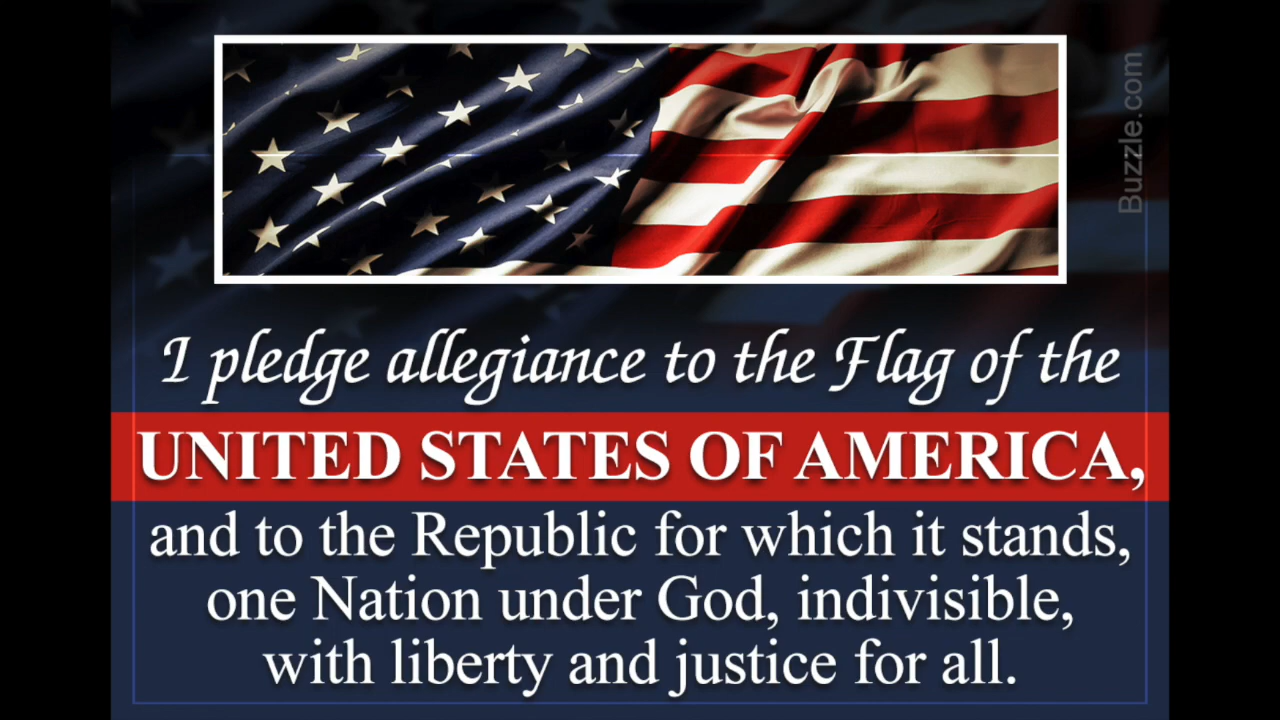 Buzzle.com
I pledge allegiance to the Flag of the
UNITED STATES OF AMERICA,
and to the Republic for which it stands,
one Nation under God, indivisible,
with liberty and justice for all.